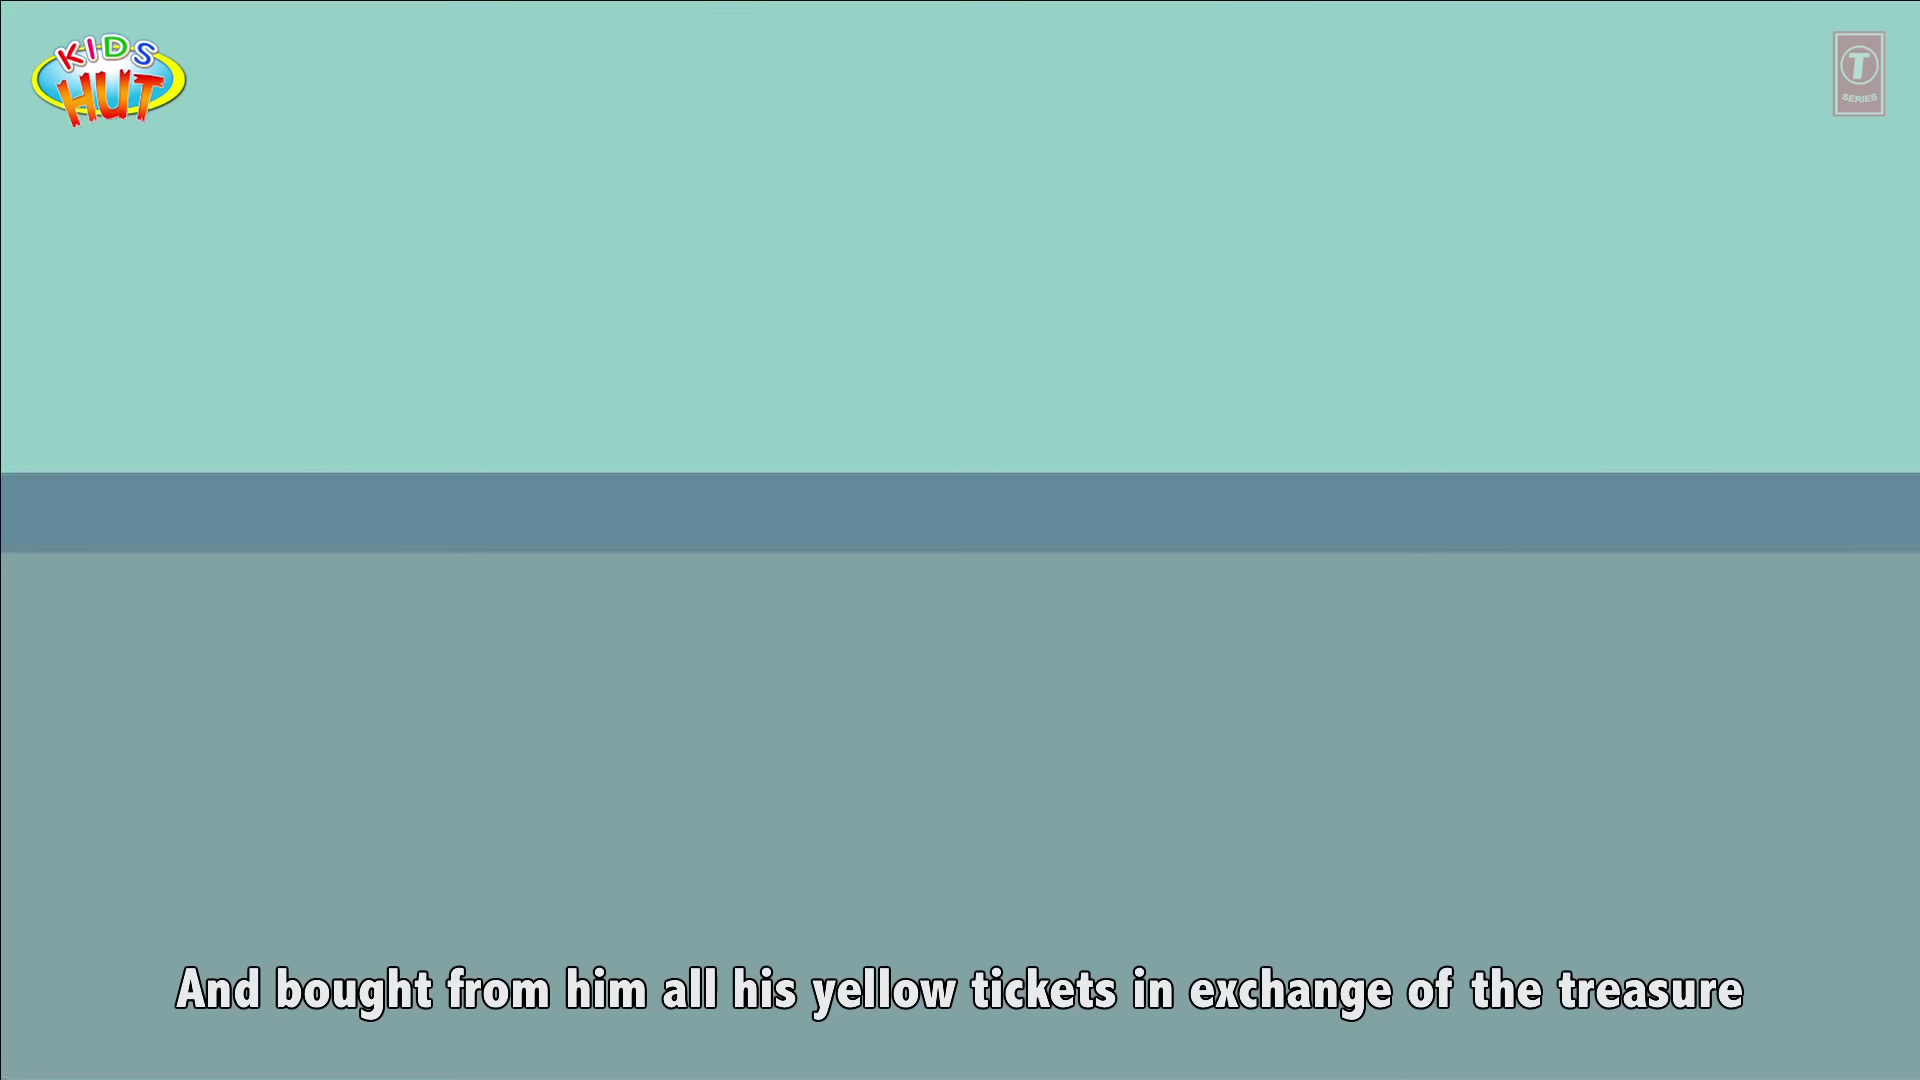 KIDS
HUT
T
SERIES
And bought from him all his yellow tickets in exchange of the treasure